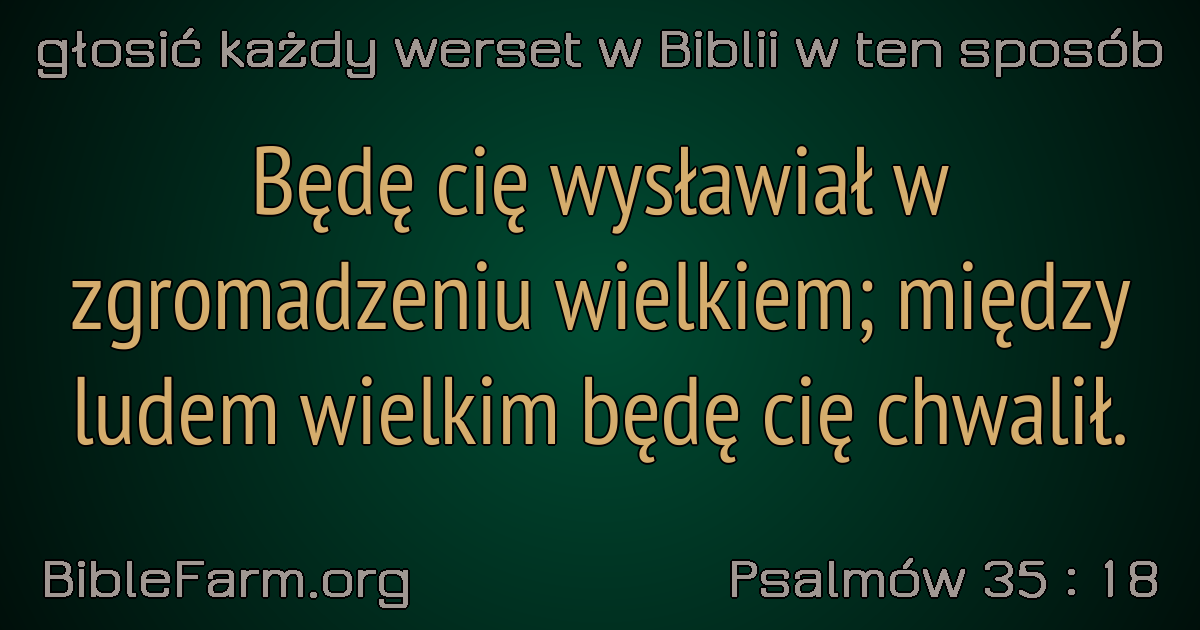 głosić każdy werset w Biblii w ten sposób
Będę cię wysławiał w
zgromadzeniu wielkiem; między
ludem wielkim będę cię chwalił.
BibleFarm.org
Psalmów 35 : 18